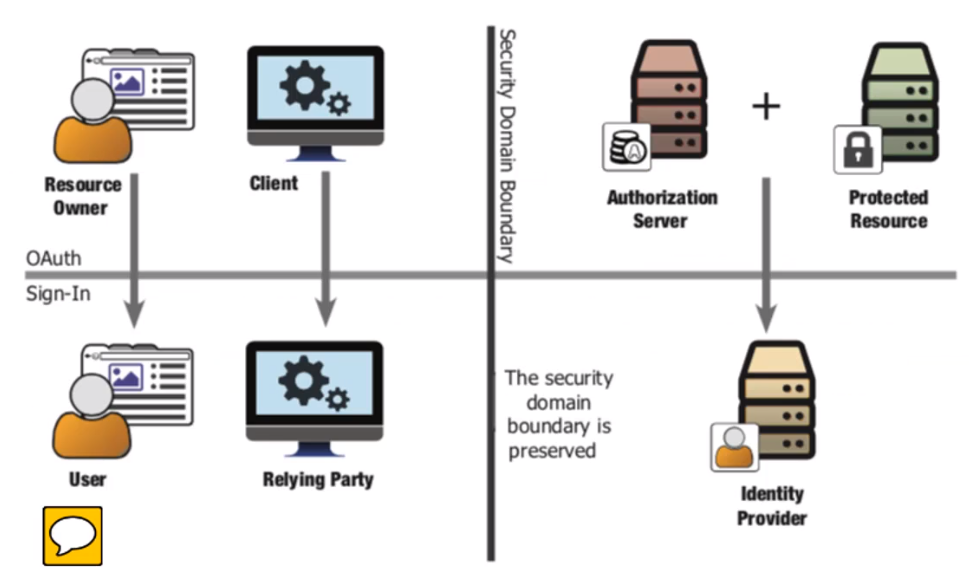 Security Domain Boundary
Resource
Owner
Client
Authorization
Server
+
Protected
Resource
A
OAuth
Sign-In
User
Relying Party
The security
domain
boundary is
preserved
Identity
Provider